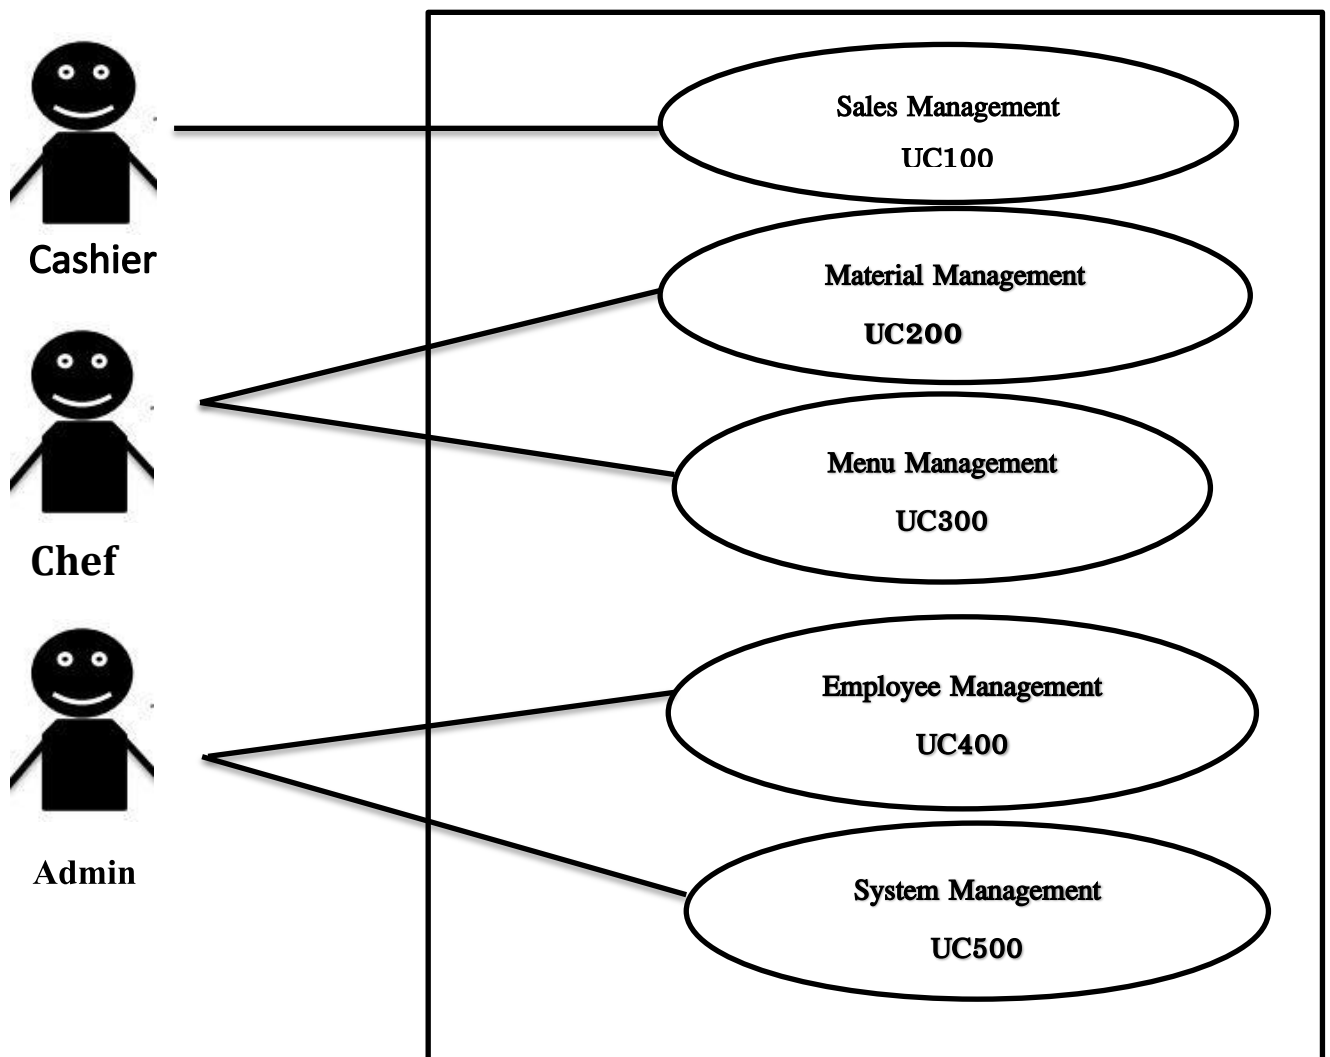 Sales Management
UC100
Cashier
Material Management
UC200
Menu Management
UC300
Chef
Employee Management
UC400
Admin
System Management
UC500